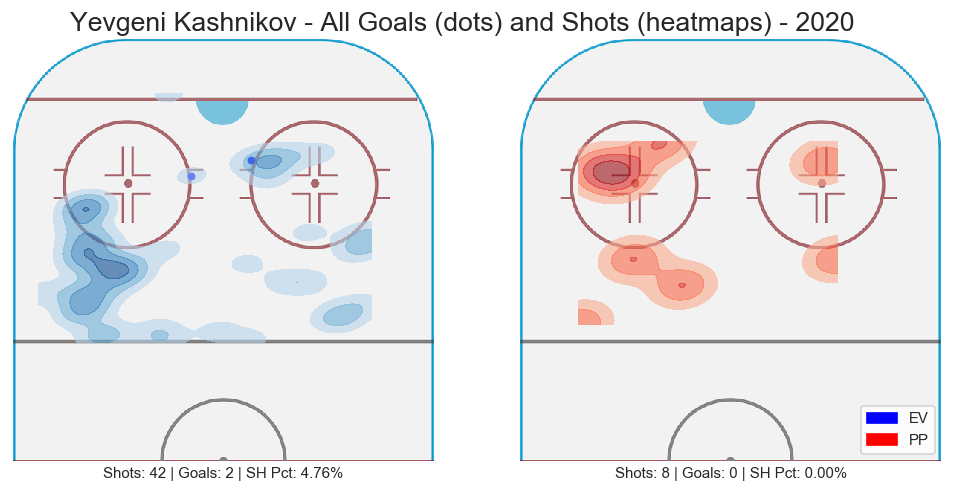 Yevgeni Kashnikov - All Goals (dots) and Shots (heatmaps) - 2020
EV
PP
Shots: 42 | Goals: 2 | SH Pct: 4.76%
Shots: 8 | Goals: 0 | SH Pct: 0.00%